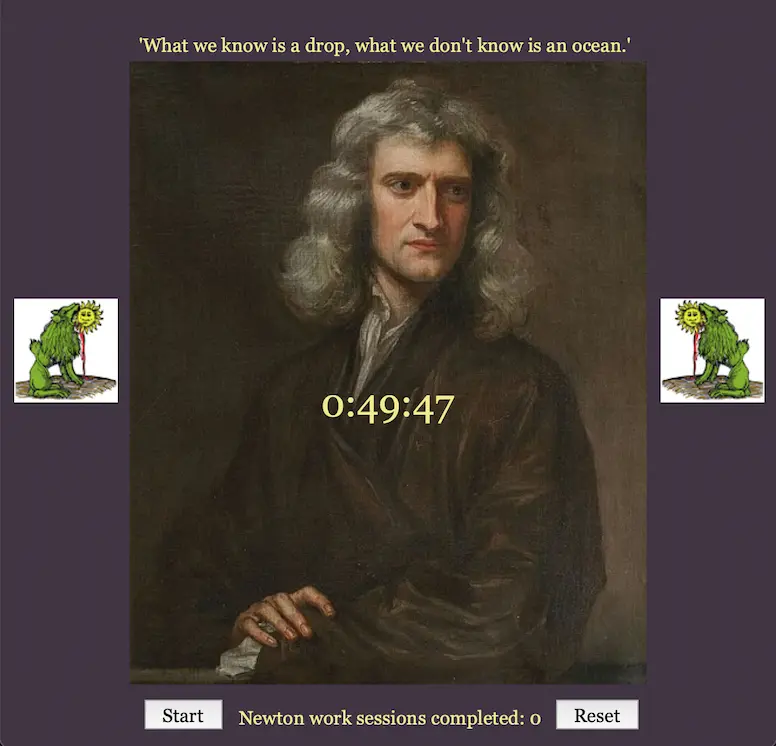 'What we know is a drop, what we don't know is an ocean.'
0:49:47
Start Newton work sessions completed: 0 Reset